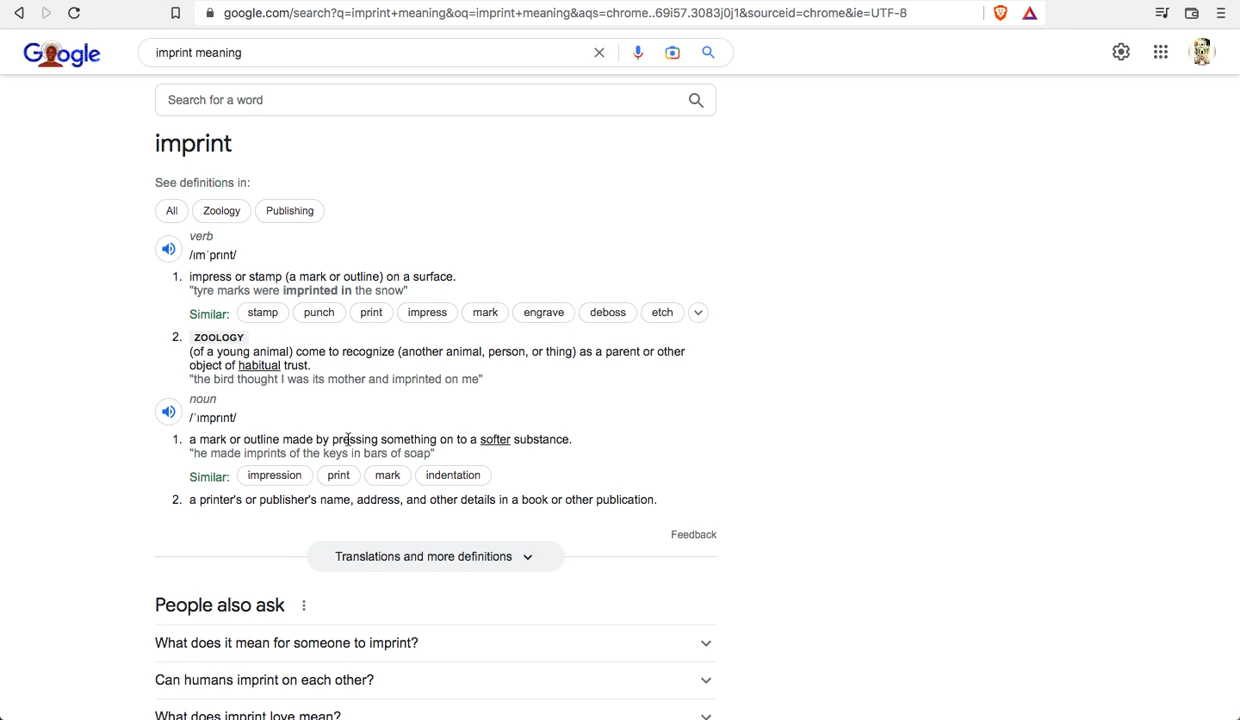 google.com/search?q=imprint+meaning&oq=imprint+meaning&aqs=chrome..69i57.3083j0j1&sourceid=chrome&ie=UTF-8
Google
imprint meaning
Search for a word
imprint
See definitions in:
All Zoology Publishing
verb
/ɪmˈprɪnt/
1. impress or stamp (a mark or outline) on a surface.
"tyre marks were imprinted in the snow"
Similar: stamp punch print impress mark engrave deboss etch
2. ZOOLOGY
(of a young animal) come to recognize (another animal, person, or thing) as a parent or other
object of habitual trust.
"the bird thought I was its mother and imprinted on me"
noun
/ˈɪmprɪnt/
1. a mark or outline made by pressing something on to a softer substance.
"he made imprints of the keys in bars of soap"
Similar: impression print mark indentation
2. a printer's or publisher's name, address, and other details in a book or other publication.
Feedback
Translations and more definitions
People also ask
What does it mean for someone to imprint?
Can humans imprint on each other?
What does imprint love mean?